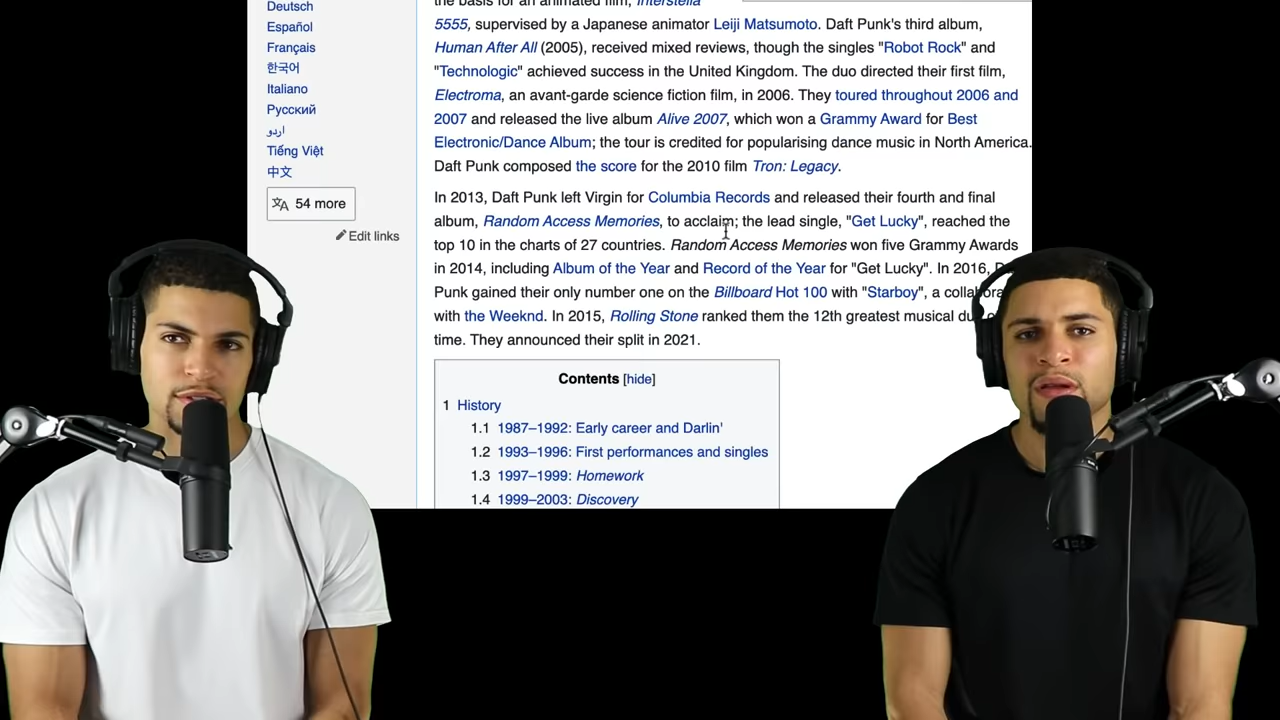 Deutsch
Español
Français
한국어
Italiano
Русский
اردو
Tiếng Việt
中文
54 more
Edit links
the basis for an animated film, Interstella
5555, supervised by a Japanese animator Leiji Matsumoto. Daft Punk's third album,
Human After All (2005), received mixed reviews, though the singles "Robot Rock" and
"Technologic" achieved success in the United Kingdom. The duo directed their first film,
Electroma, an avant-garde science fiction film, in 2006. They toured throughout 2006 and
2007 and released the live album Alive 2007, which won a Grammy Award for Best
Electronic/Dance Album; the tour is credited for popularising dance music in North America.
Daft Punk composed the score for the 2010 film Tron: Legacy.
In 2013, Daft Punk left Virgin for Columbia Records and released their fourth and final
album, Random Access Memories, to acclaim; the lead single, "Get Lucky", reached the
top 10 in the charts of 27 countries. Random Access Memories won five Grammy Awards
in 2014, including Album of the Year and Record of the Year for "Get Lucky". In 2016,
Punk gained their only number one on the Billboard Hot 100 with "Starboy", a
with the Weeknd. In 2015, Rolling Stone ranked them the 12th greatest musical
time. They announced their split in 2021.
Contents [hide]
1 History
1.1 1987–1992: Early career and Darlin'
1.2 1993–1996: First performances and singles
1.3 1997–1999: Homework
1.4 1999–2003: Discovery